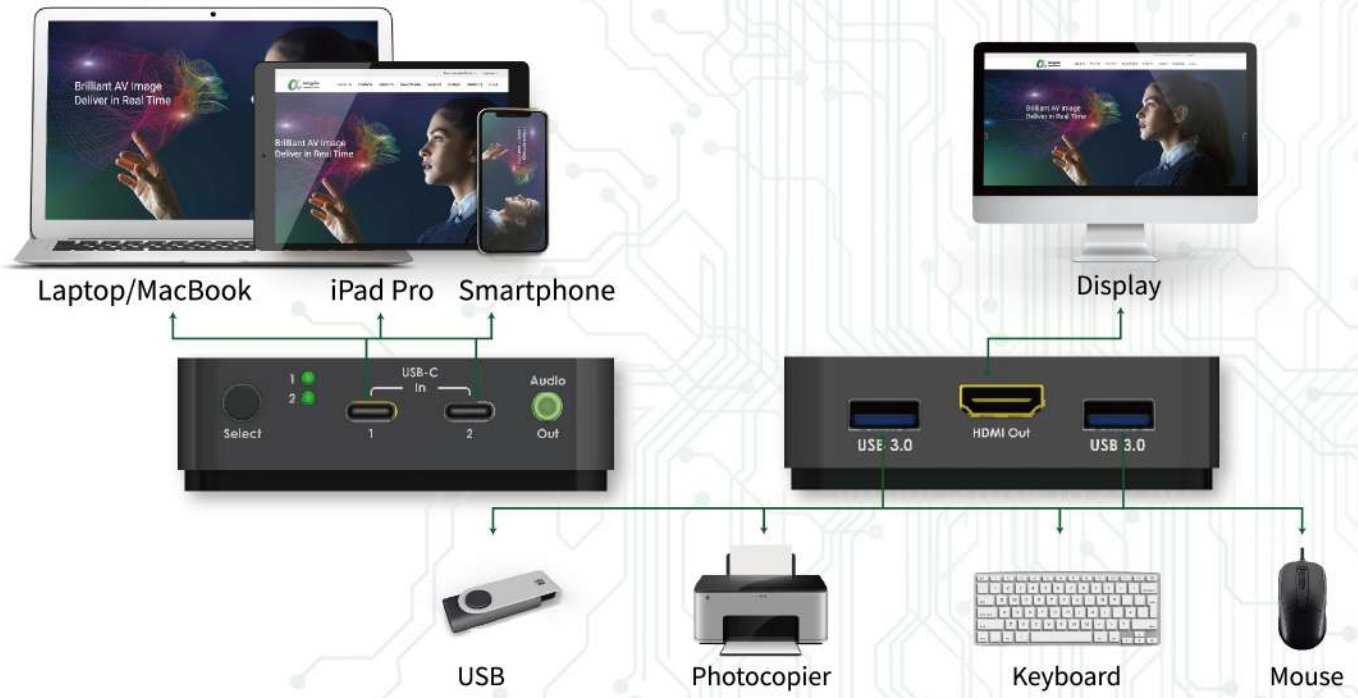 Brilliant AV Image
Deliver in Real Time
Brilliant AV Image
Deliver in Real Time
Brilliant AV Image
Deliver in Real Time
Laptop/MacBook
iPad Pro
Smartphone
Display
Select
1
2
USB-C
In
1
2
Audio
Out
USB 3.0
HDMI Out
USB 3.0
USB
Photocopier
Keyboard
Mouse